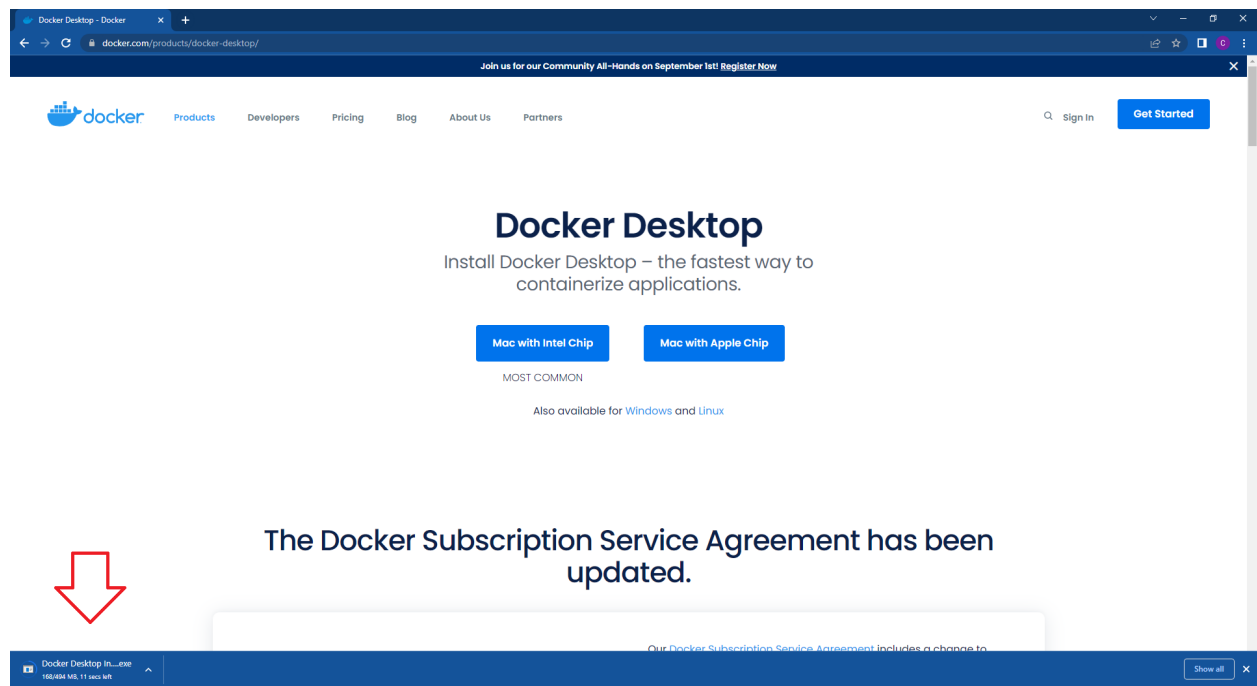 Docker Desktop - Docker
docker.com/products/docker-desktop/
C
Join us for our Community All-Hands on September 1st! Register Now
docker
Products
Developers
Pricing
Blog
About Us
Partners
Sign In
Get Started
Docker Desktop
Install Docker Desktop – the fastest way to
containerize applications.
Mac with Intel Chip
Mac with Apple Chip
MOST COMMON
Also available for Windows and Linux
The Docker Subscription Service Agreement has been
updated.
Our Docker Subscription Service Agreement includes a change to
Docker Desktop In....exe
168/494 MB, 11 secs left
Show all